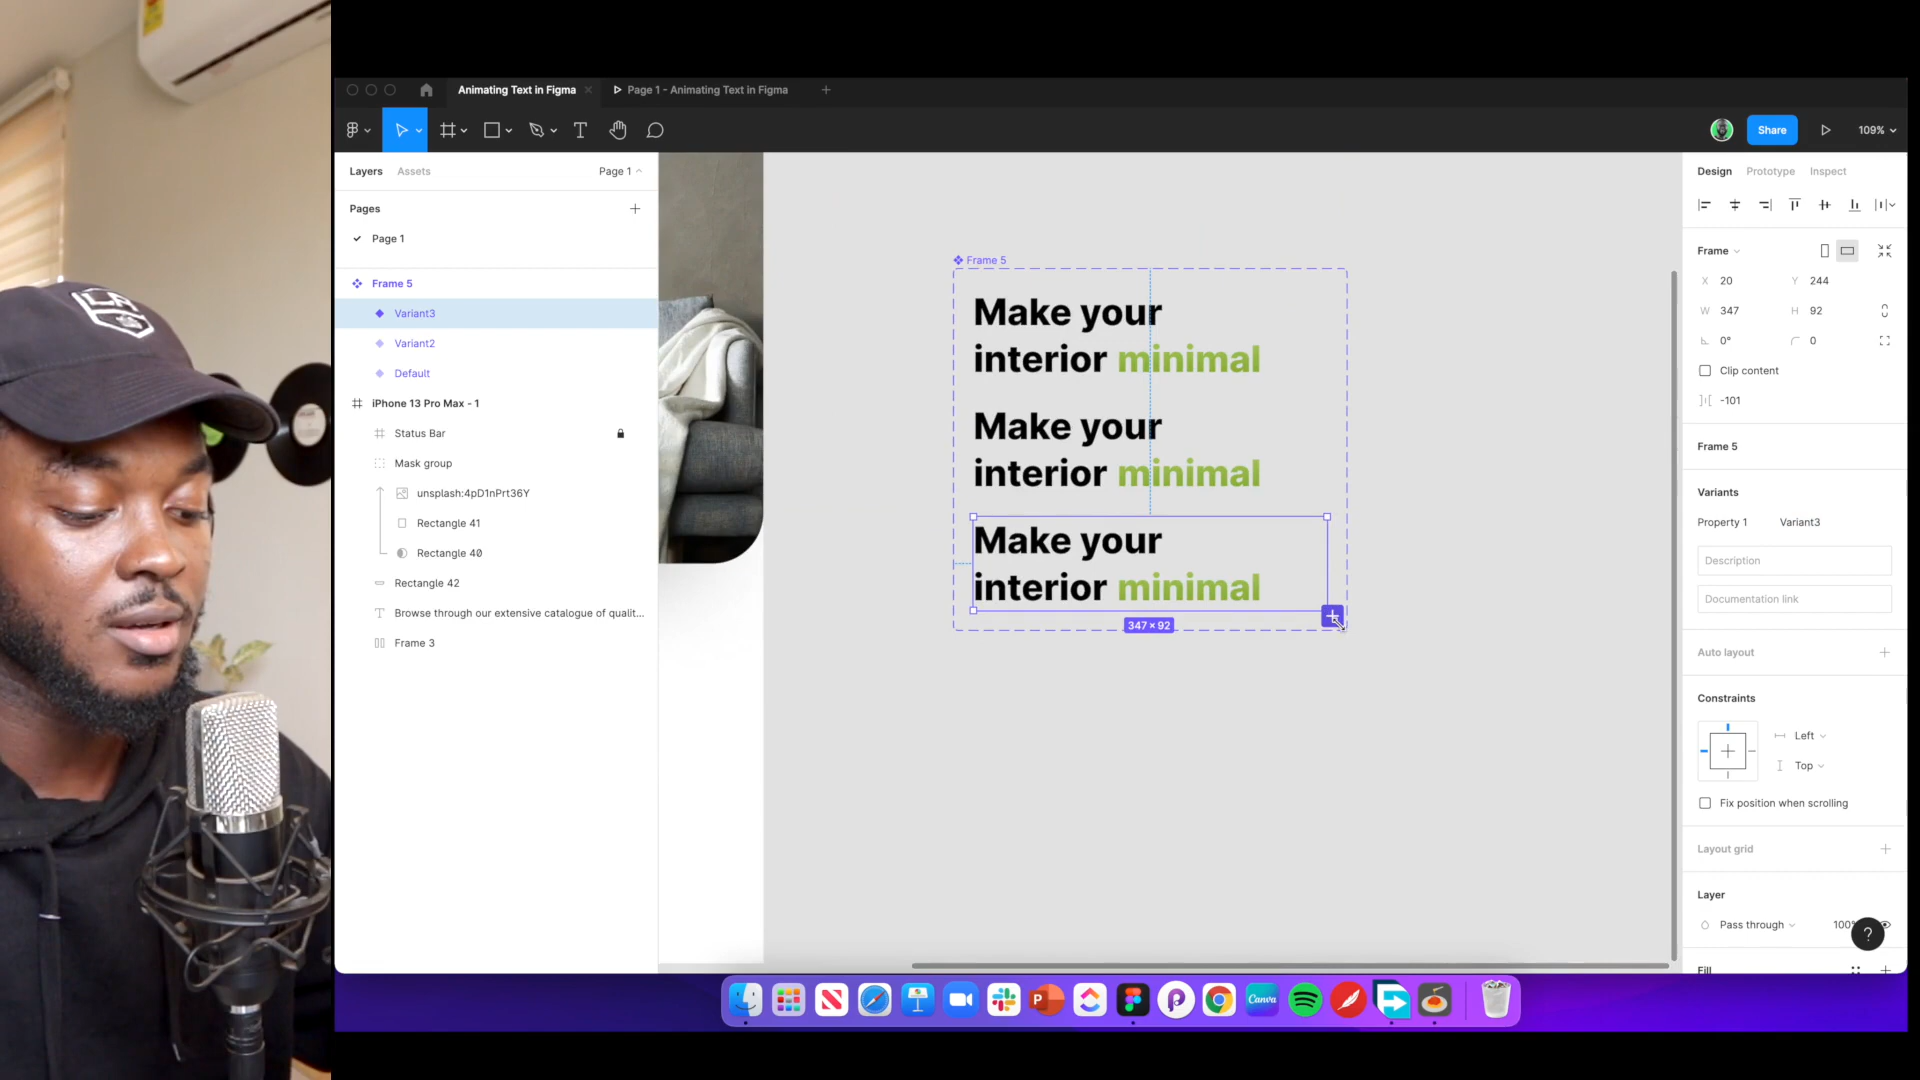 Animating Text in Figma
Page 1 - Animating Text in Figma
Share
109%
Layers
Assets
Page 1
Pages
Page 1
Frame 5
Variant3
Variant2
Default
iPhone 13 Pro Max - 1
Status Bar
Mask group
unsplash:4pD1nPrt36Y
Rectangle 41
Rectangle 40
Rectangle 42
Browse through our extensive catalogue of qualit...
Frame 3
Frame 5
Make your
interior minimal
Make your
interior minimal
Make your
interior minimal
347 × 92
Design
Prototype
Inspect
Frame
X 20
Y 244
W 347
H 92
0°
0
Clip content
-101
Frame 5
Variants
Property 1
Variant3
Description
Documentation link
Auto layout
Constraints
Left
Top
Fix position when scrolling
Layout grid
Layer
Pass through
100%
?
Fill
Canva